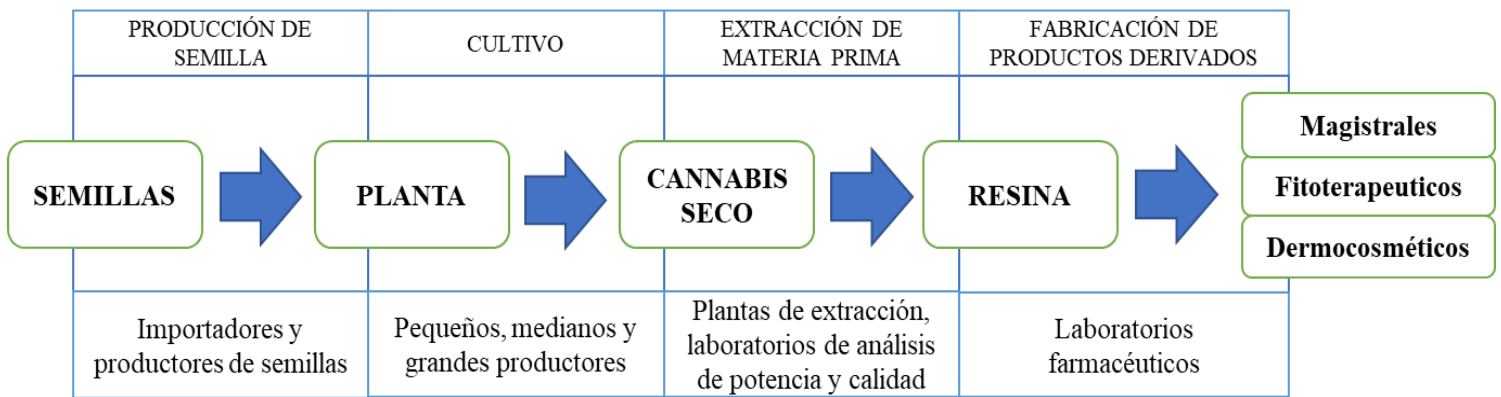 PRODUCCIÓN DE
SEMILLA
CULTIVO
EXTRACCIÓN DE
MATERIA PRIMA
FABRICACIÓN DE
PRODUCTOS DERIVADOS
SEMILLAS
PLANTA
CANNABIS
SECO
RESINA
Magistrales
Fitoterapeuticos
Dermocosméticos
Importadores y
productores de semillas
Pequeños, medianos y
grandes productores
Plantas de extracción,
laboratorios de análisis
de potencia y calidad
Laboratorios
farmacéuticos